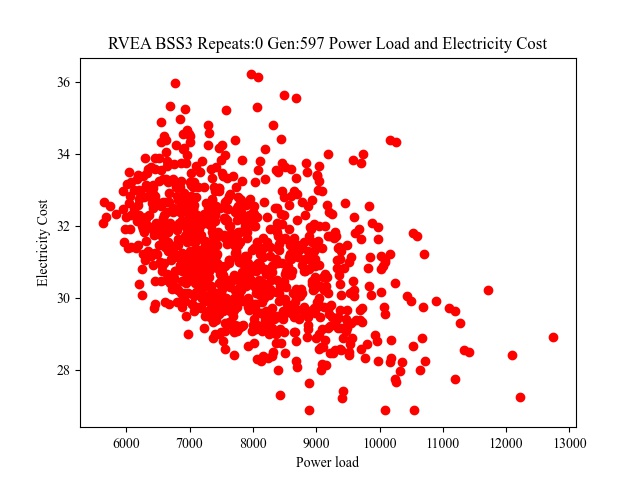 RVEA BSS3 Repeats:0 Gen:597 Power Load and Electricity Cost
36
34
32
30
28
Electricity Cost
6000 7000 8000 9000 10000 11000 12000 13000
Power load